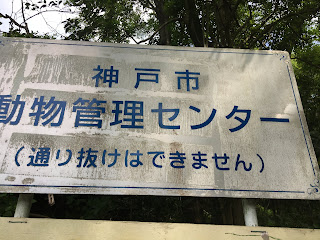 神戸市
動物管理センター
(通り抜けはできません)